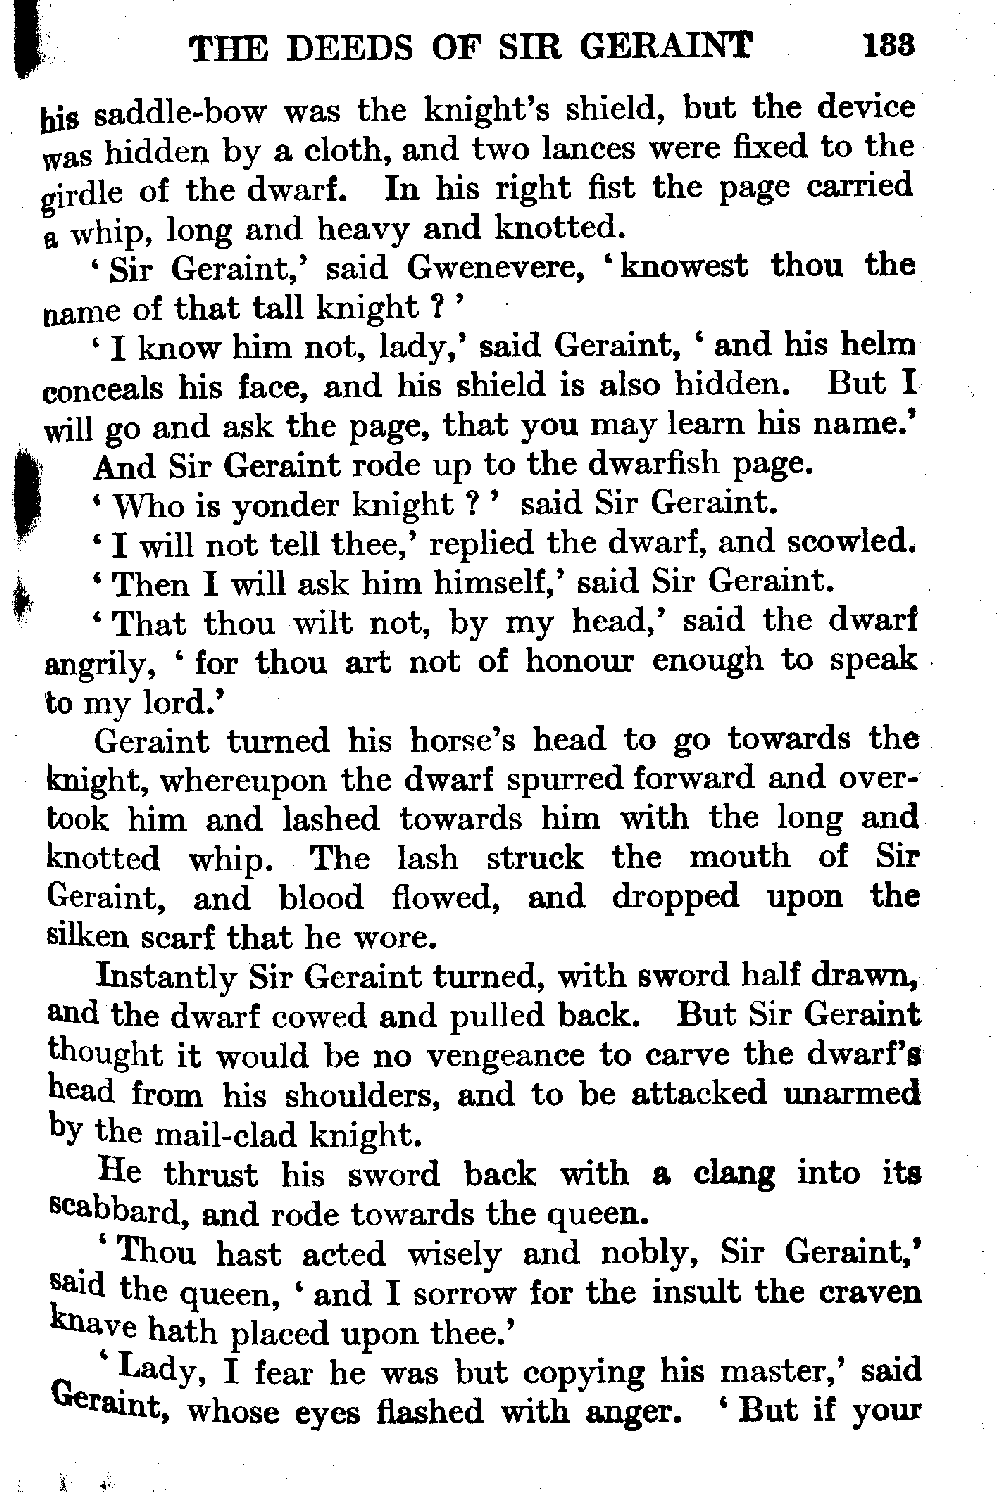 THE DEEDS OF SIR GERAINT 133
his saddle-bow was the knight's shield, but the device
was hidden by a cloth, and two lances were fixed to the
girdle of the dwarf. In his right fist the page carried
a whip, long and heavy and knotted.
‘ Sir Geraint,’ said Gwenevere, ‘ knowest thou the
name of that tall knight ? ’
‘ I know him not, lady,’ said Geraint, ‘ and his helm
conceals his face, and his shield is also hidden. But I
will go and ask the page, that you may learn his name.’
And Sir Geraint rode up to the dwarfish page.
‘ Who is yonder knight ? ’ said Sir Geraint.
‘ I will not tell thee,’ replied the dwarf, and scowled.
‘ Then I will ask him himself,’ said Sir Geraint.
‘ That thou wilt not, by my head,’ said the dwarf
angrily, ‘ for thou art not of honour enough to speak
to my lord.’
Geraint turned his horse's head to go towards the
knight, whereupon the dwarf spurred forward and over-
took him and lashed towards him with the long and
knotted whip. The lash struck the mouth of Sir
Geraint, and blood flowed, and dropped upon the
silken scarf that he wore.
Instantly Sir Geraint turned, with sword half drawn,
and the dwarf cowed and pulled back. But Sir Geraint
thought it would be no vengeance to carve the dwarf's
head from his shoulders, and to be attacked unarmed
by the mail-clad knight.
He thrust his sword back with a clang into its
scabbard, and rode towards the queen.
‘ Thou hast acted wisely and nobly, Sir Geraint,’
said the queen, ‘ and I sorrow for the insult the craven
knave hath placed upon thee.’
‘ Lady, I fear he was but copying his master,’ said
Geraint, whose eyes flashed with anger. ‘ But if your